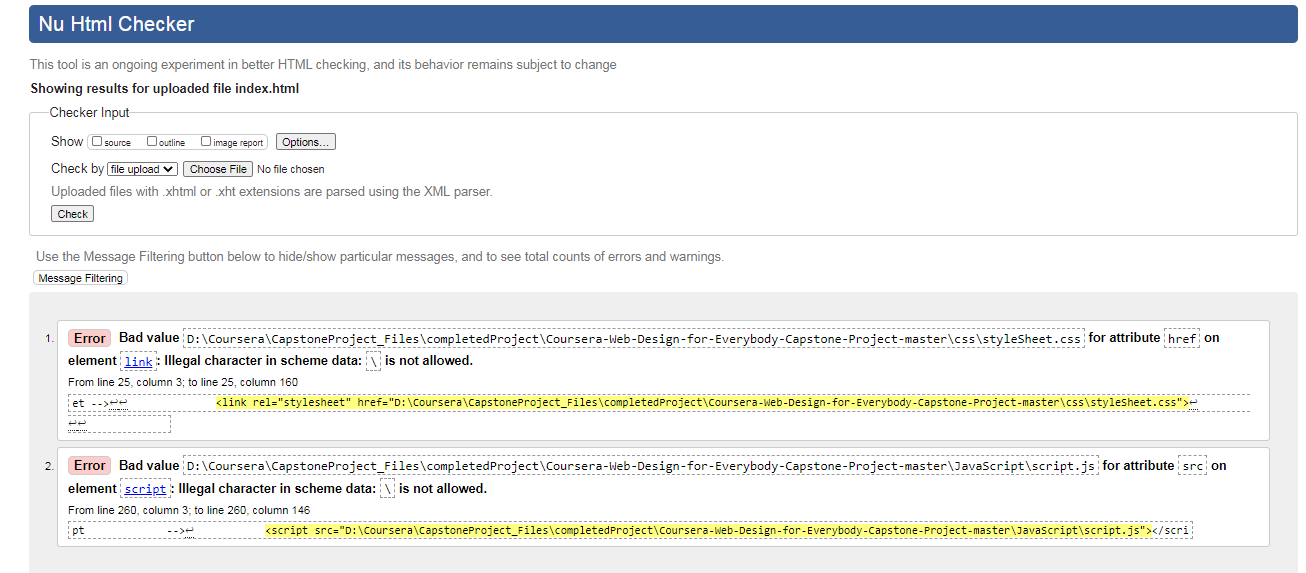 Nu Html Checker
This tool is an ongoing experiment in better HTML checking, and its behavior remains subject to change
Showing results for uploaded file index.html
Checker Input
Show source outline image report Options...
Check by file upload Choose File No file chosen
Uploaded files with .xhtml or .xht extensions are parsed using the XML parser.
Check
Use the Message Filtering button below to hide/show particular messages, and to see total counts of errors and warnings.
Message Filtering
1. Error Bad value D:\Coursera\CapstoneProject_Files\completedProject\Coursera-Web-Design-for-Everybody-Capstone-Project-master\css\styleSheet.css for attribute href on
element link: Illegal character in scheme data: \ is not allowed.
From line 25, column 3; to line 25, column 160
et -->↩↩ <link rel="stylesheet" href="D:\Coursera\CapstoneProject_Files\completedProject\Coursera-Web-Design-for-Everybody-Capstone-Project-master\css\styleSheet.css">↩
↩↩
2. Error Bad value D:\Coursera\CapstoneProject_Files\completedProject\Coursera-Web-Design-for-Everybody-Capstone-Project-master\JavaScript\script.js for attribute src on
element script: Illegal character in scheme data: \ is not allowed.
From line 260, column 3; to line 260, column 146
pt -->↩ <script src="D:\Coursera\CapstoneProject_Files\completedProject\Coursera-Web-Design-for-Everybody-Capstone-Project-master\JavaScript\script.js"></scri